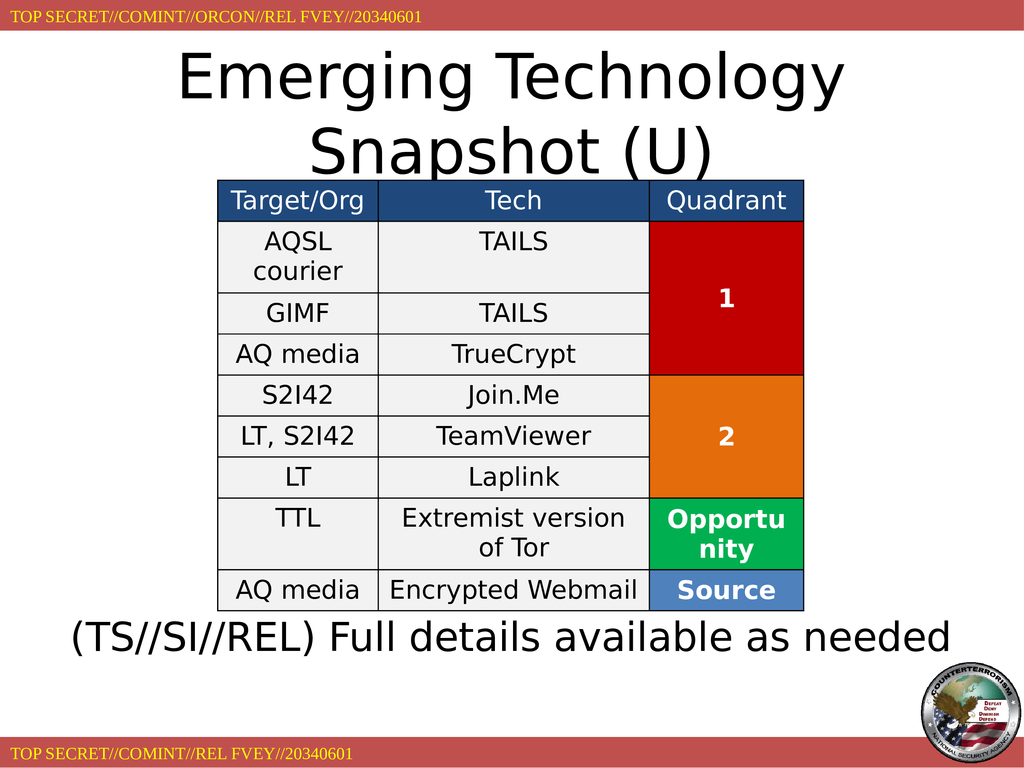 TOP SECRET//COMINT//ORCON//REL FVEY//20340601
Emerging Technology
Snapshot (U)
Target/Org Tech Quadrant
AQSL
courier
TAILS
1
GIMF TAILS
AQ media TrueCrypt
S2I42 Join.Me
2
LT, S2I42 TeamViewer
LT Laplink
TTL
Extremist version
of Tor
Opportu
nity
AQ media Encrypted Webmail Source
(TS//SI//REL) Full details available as needed
COUNTERTERRORISM
DEFEAT
DENY
DIMINISH
DEFEND
NATIONAL SECURITY AGENCY
TOP SECRET//COMINT//REL FVEY//20340601